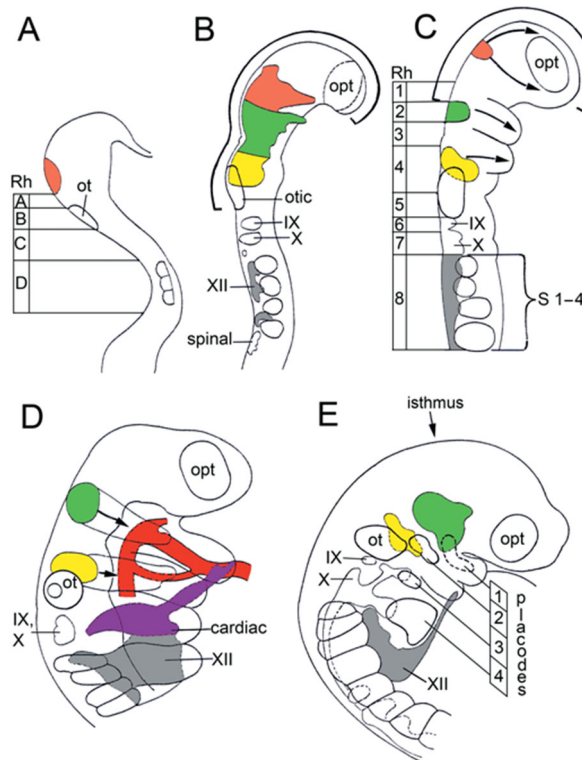 A
Rh
A
B
C
D
ot
B
opt
otic
IX
X
XII
spinal
C
Rh
1
2
3
4
5
6
7
8
opt
IX
X
S 1–4
D
opt
ot
IX,
X
cardiac
XII
E
isthmus
ot
opt
IX
X
XII
1
2
3
4
placodes